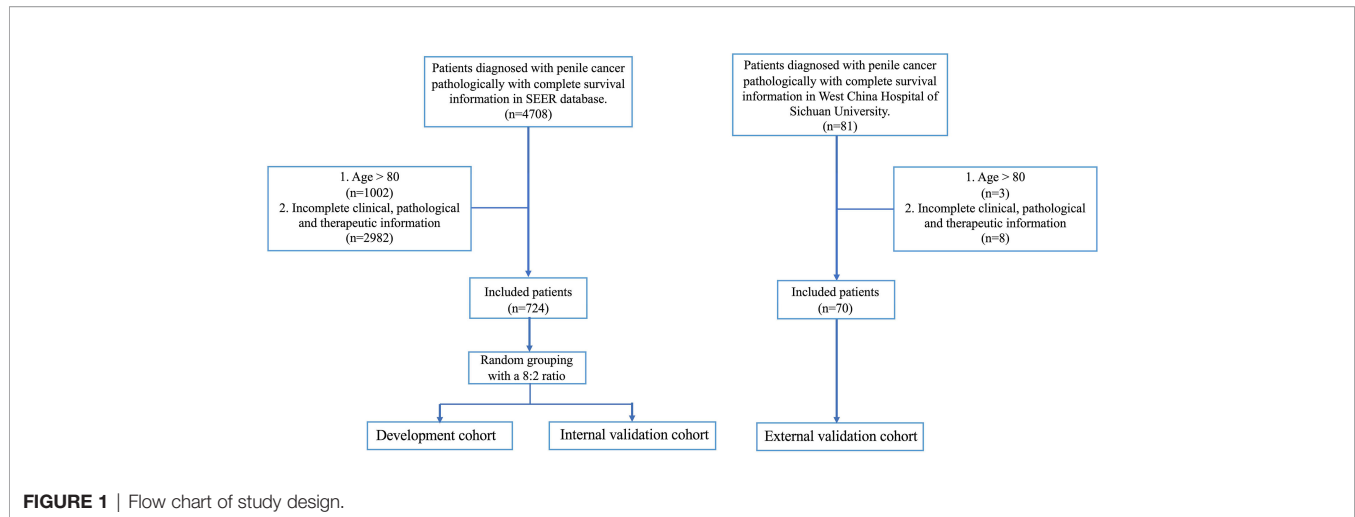 Patients diagnosed with penile cancer
pathologically with complete survival
information in SEER database.
(n=4708)
1. Age > 80
(n=1002)
2. Incomplete clinical, pathological
and therapeutic information
(n=2982)
Included patients
(n=724)
Random grouping
with a 8:2 ratio
Development cohort
Internal validation cohort
Patients diagnosed with penile cancer
pathologically with complete survival
information in West China Hospital of
Sichuan University.
(n=81)
1. Age > 80
(n=3)
2. Incomplete clinical, pathological
and therapeutic information
(n=8)
Included patients
(n=70)
External validation cohort
FIGURE 1 | Flow chart of study design.